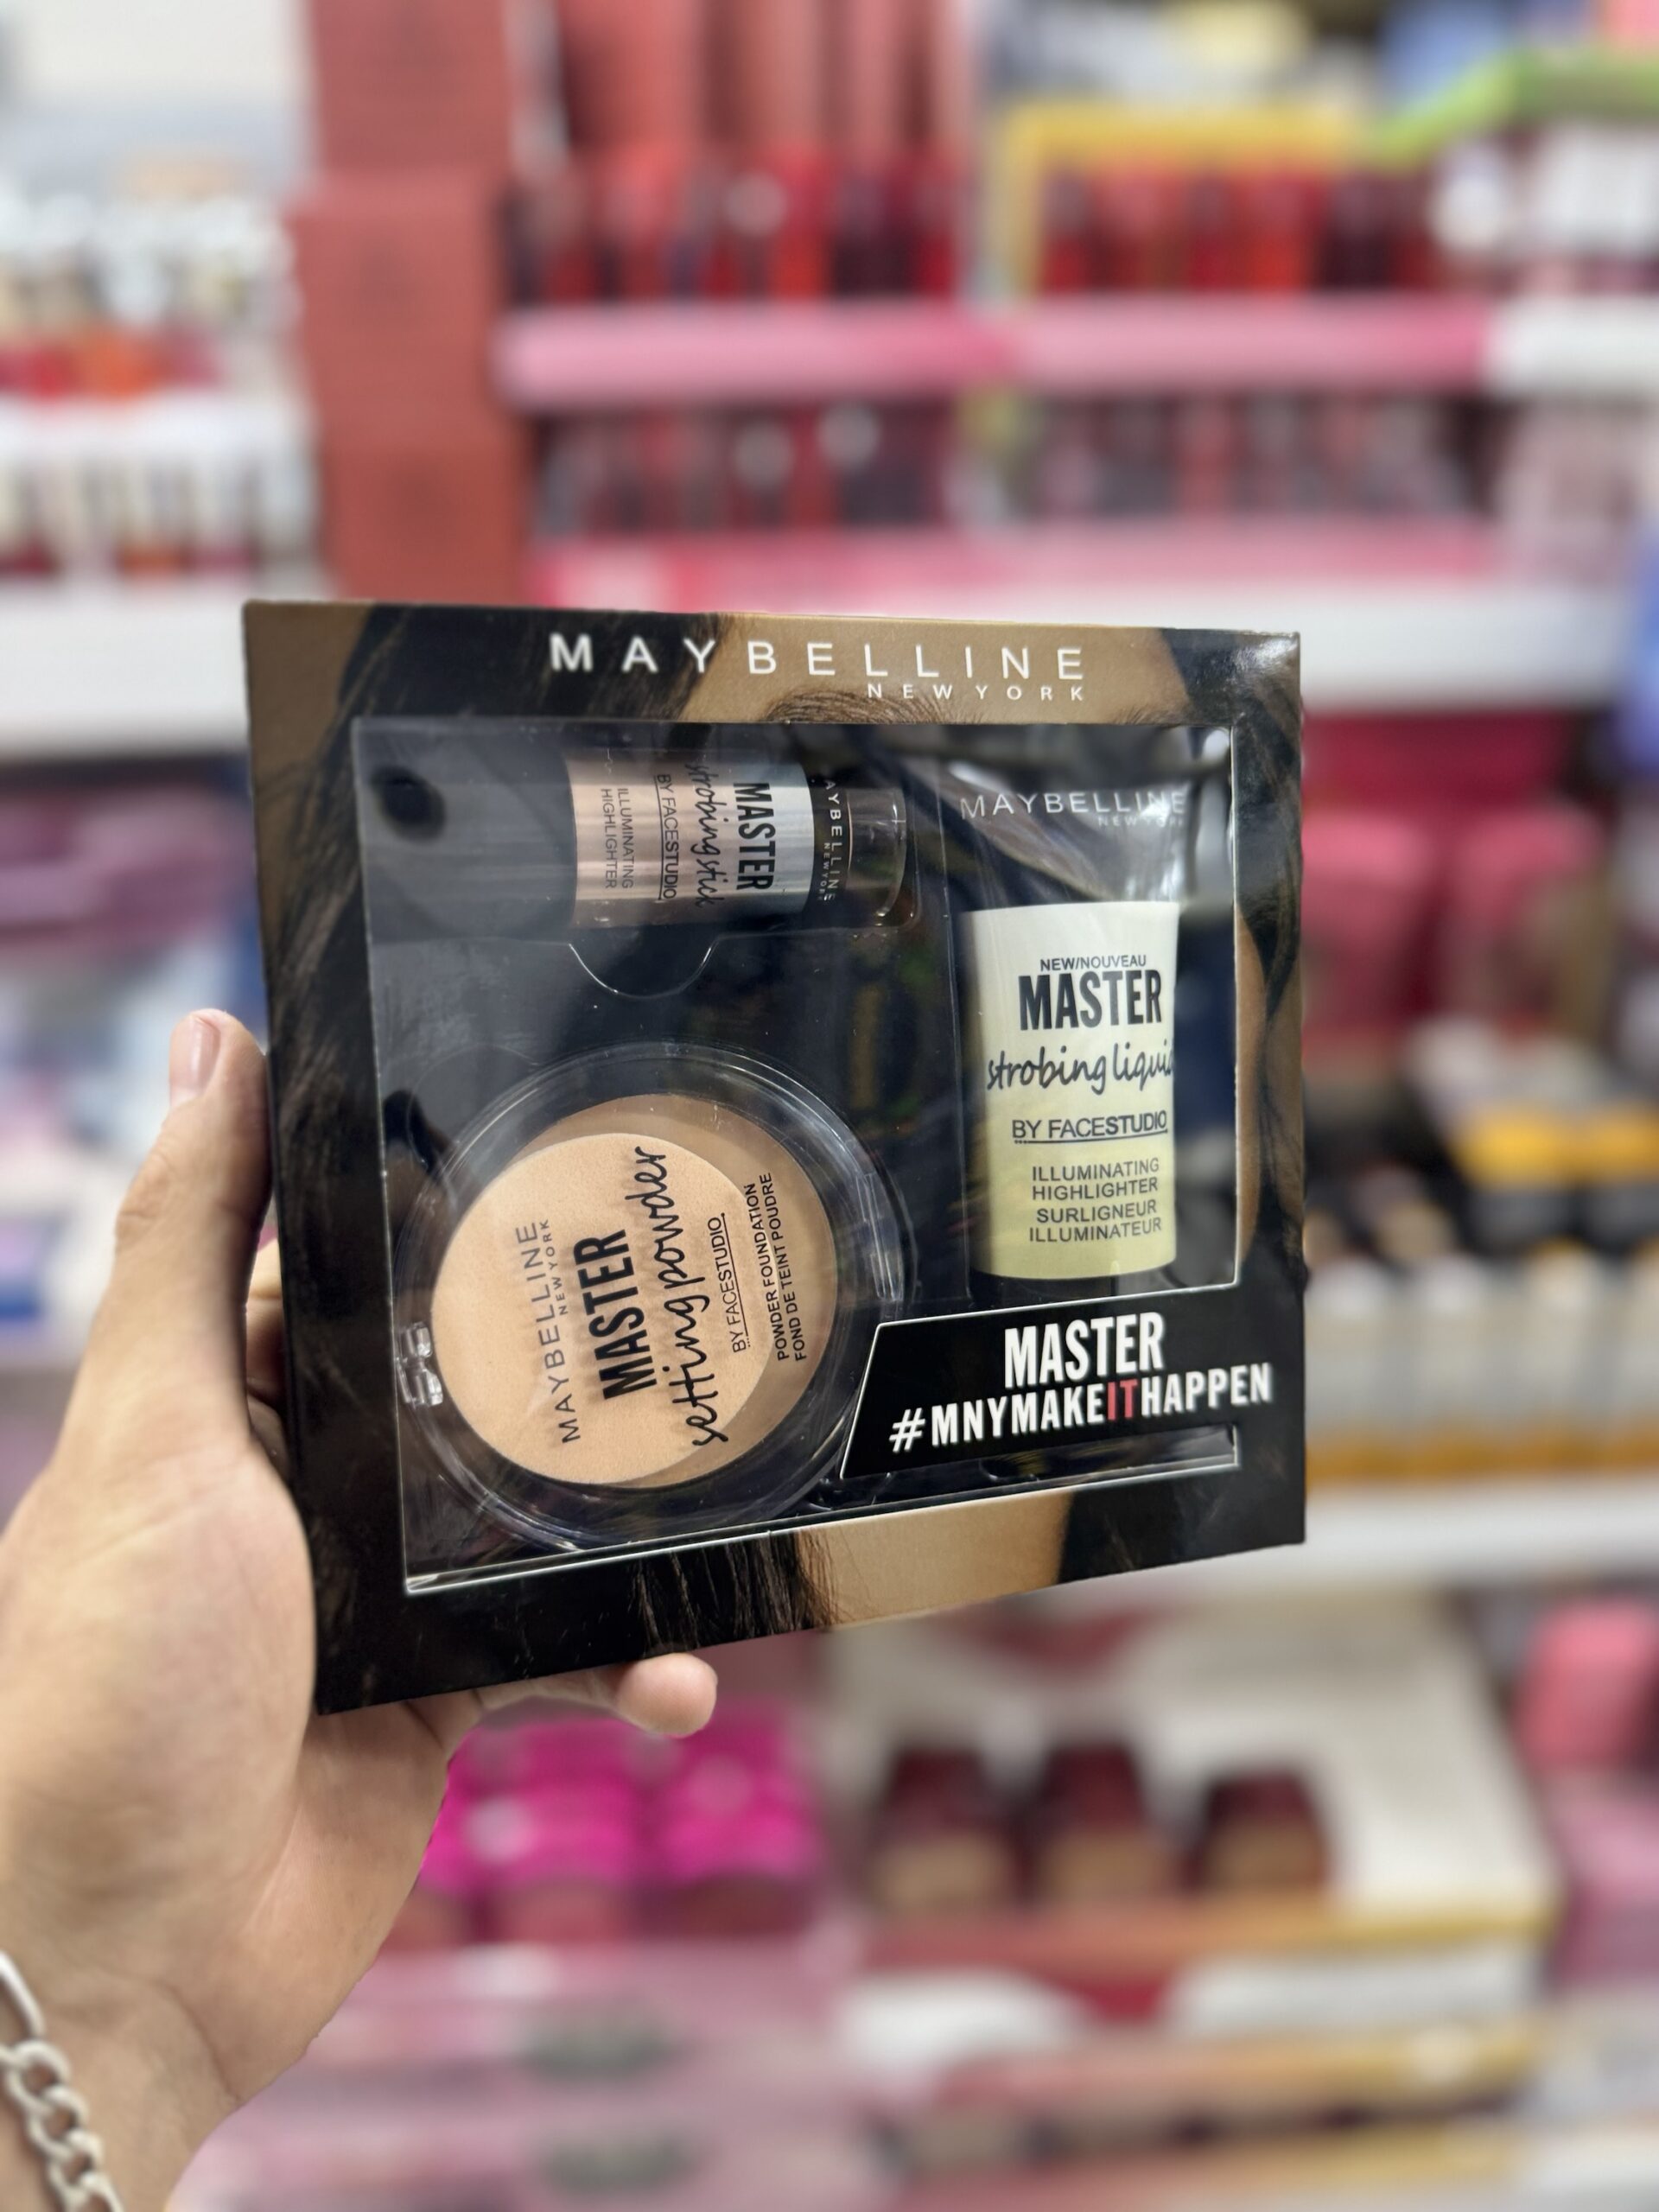 MAYBELLINE
NEW YORK
MASTER
strobing stick
BY FACESTUDIO
ILLUMINATING
HIGHLIGHTER
AYBELLINE
NEW YORK
MAYBELLINE
NEW YORK
NEW/NOUVEAU
MASTER
strobing liquid
BY FACESTUDIO
ILLUMINATING
HIGHLIGHTER
SURLIGNEUR
ILLUMINATEUR
MAYBELLINE
NEW YORK
MASTER
setting powder
BY FACESTUDIO
POWDER FOUNDATION
FOND DE TEINT POUDRE
MASTER
#MNYMAKEITHAPPEN